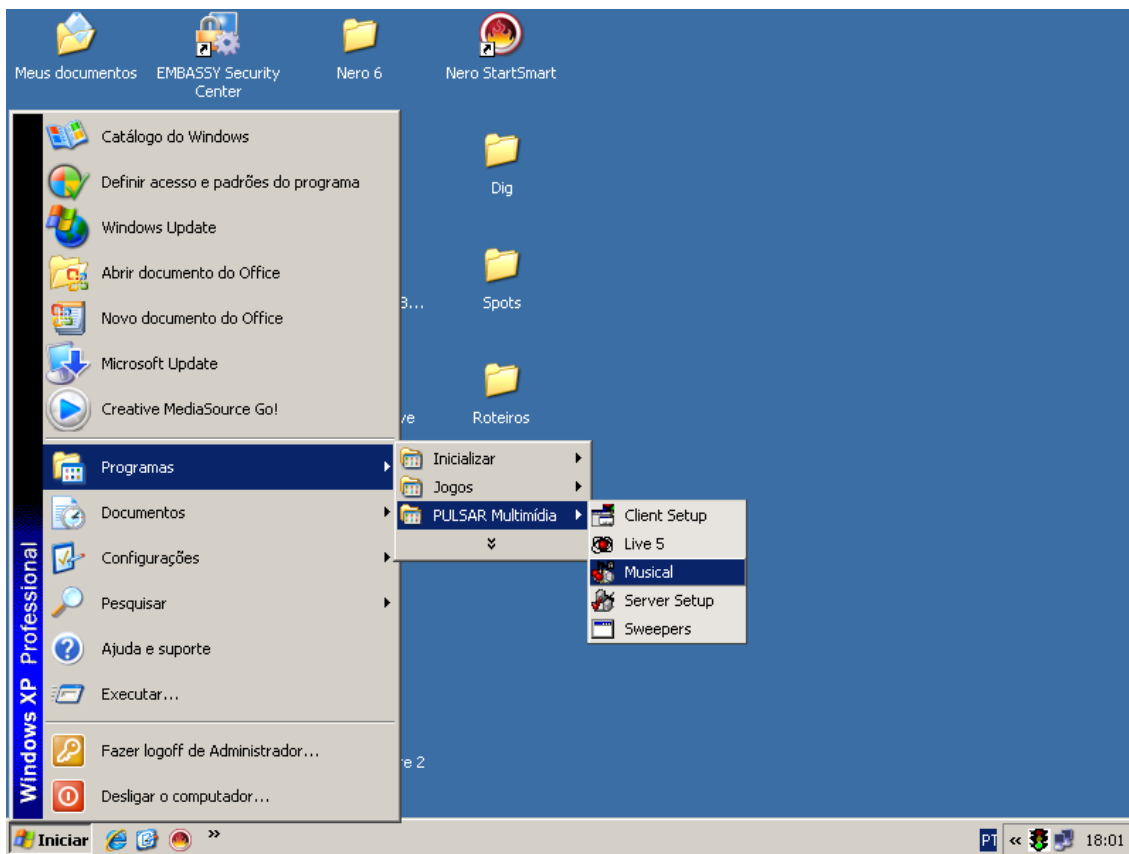 Meus documentos
EMBASSY Security
Center
Nero 6
Nero StartSmart
Dig
Spots
Roteiros
Catálogo do Windows
Definir acesso e padrões do programa
Windows Update
Abrir documento do Office
Novo documento do Office
Microsoft Update
Creative MediaSource Go!
Programas
Documentos
Configurações
Pesquisar
Ajuda e suporte
Executar...
Fazer logoff de Administrador...
Desligar o computador...
Windows XP Professional
Inicializar
Jogos
PULSAR Multimídia
Client Setup
Live 5
Musical
Server Setup
Sweepers
Iniciar
PT
18:01